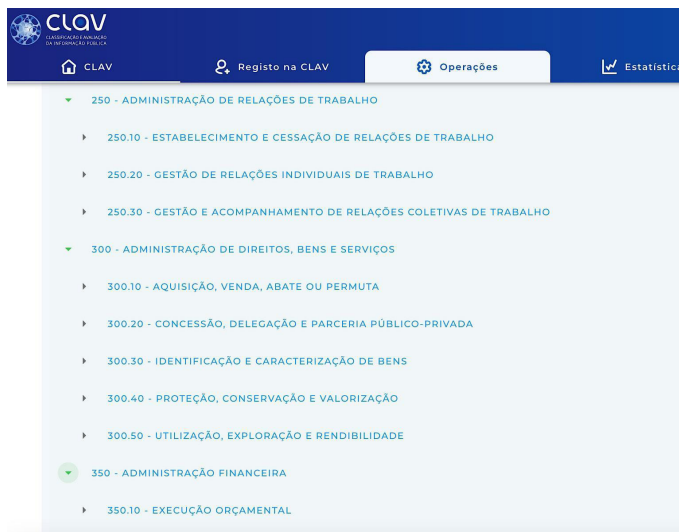 CLAV
CLASSIFICAÇÃO E AVALIAÇÃO
DA INFORMAÇÃO PÚBLICA
CLAV
Registo na CLAV
Operações
Estatística
250 - ADMINISTRAÇÃO DE RELAÇÕES DE TRABALHO
250.10 - ESTABELECIMENTO E CESSAÇÃO DE RELAÇÕES DE TRABALHO
250.20 - GESTÃO DE RELAÇÕES INDIVIDUAIS DE TRABALHO
250.30 - GESTÃO E ACOMPANHAMENTO DE RELAÇÕES COLETIVAS DE TRABALHO
300 - ADMINISTRAÇÃO DE DIREITOS, BENS E SERVIÇOS
300.10 - AQUISIÇÃO, VENDA, ABATE OU PERMUTA
300.20 - CONCESSÃO, DELEGAÇÃO E PARCERIA PÚBLICO-PRIVADA
300.30 - IDENTIFICAÇÃO E CARACTERIZAÇÃO DE BENS
300.40 - PROTEÇÃO, CONSERVAÇÃO E VALORIZAÇÃO
300.50 - UTILIZAÇÃO, EXPLORAÇÃO E RENDIBILIDADE
350 - ADMINISTRAÇÃO FINANCEIRA
350.10 - EXECUÇÃO ORÇAMENTAL